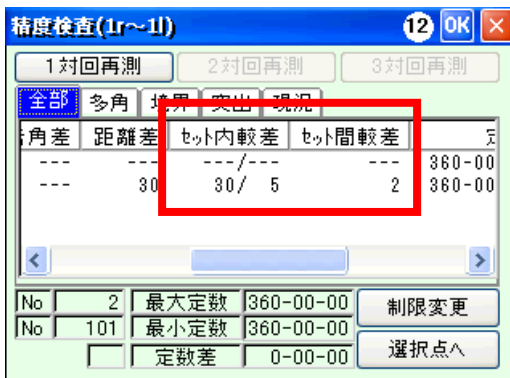 精度検査(1r～1l) 12 OK
1対回再測 2対回再測 3対回再測
全部 多角 境界 突出 現況
角差 距離差 ｾｯﾄ内較差 ｾｯﾄ間較差
--- --- ---/--- --- 360-00
--- 30 30/ 5 2 360-00
No 2 最大定数 360-00-00 制限変更
No 101 最小定数 360-00-00
定数差 0-00-00 選択点へ